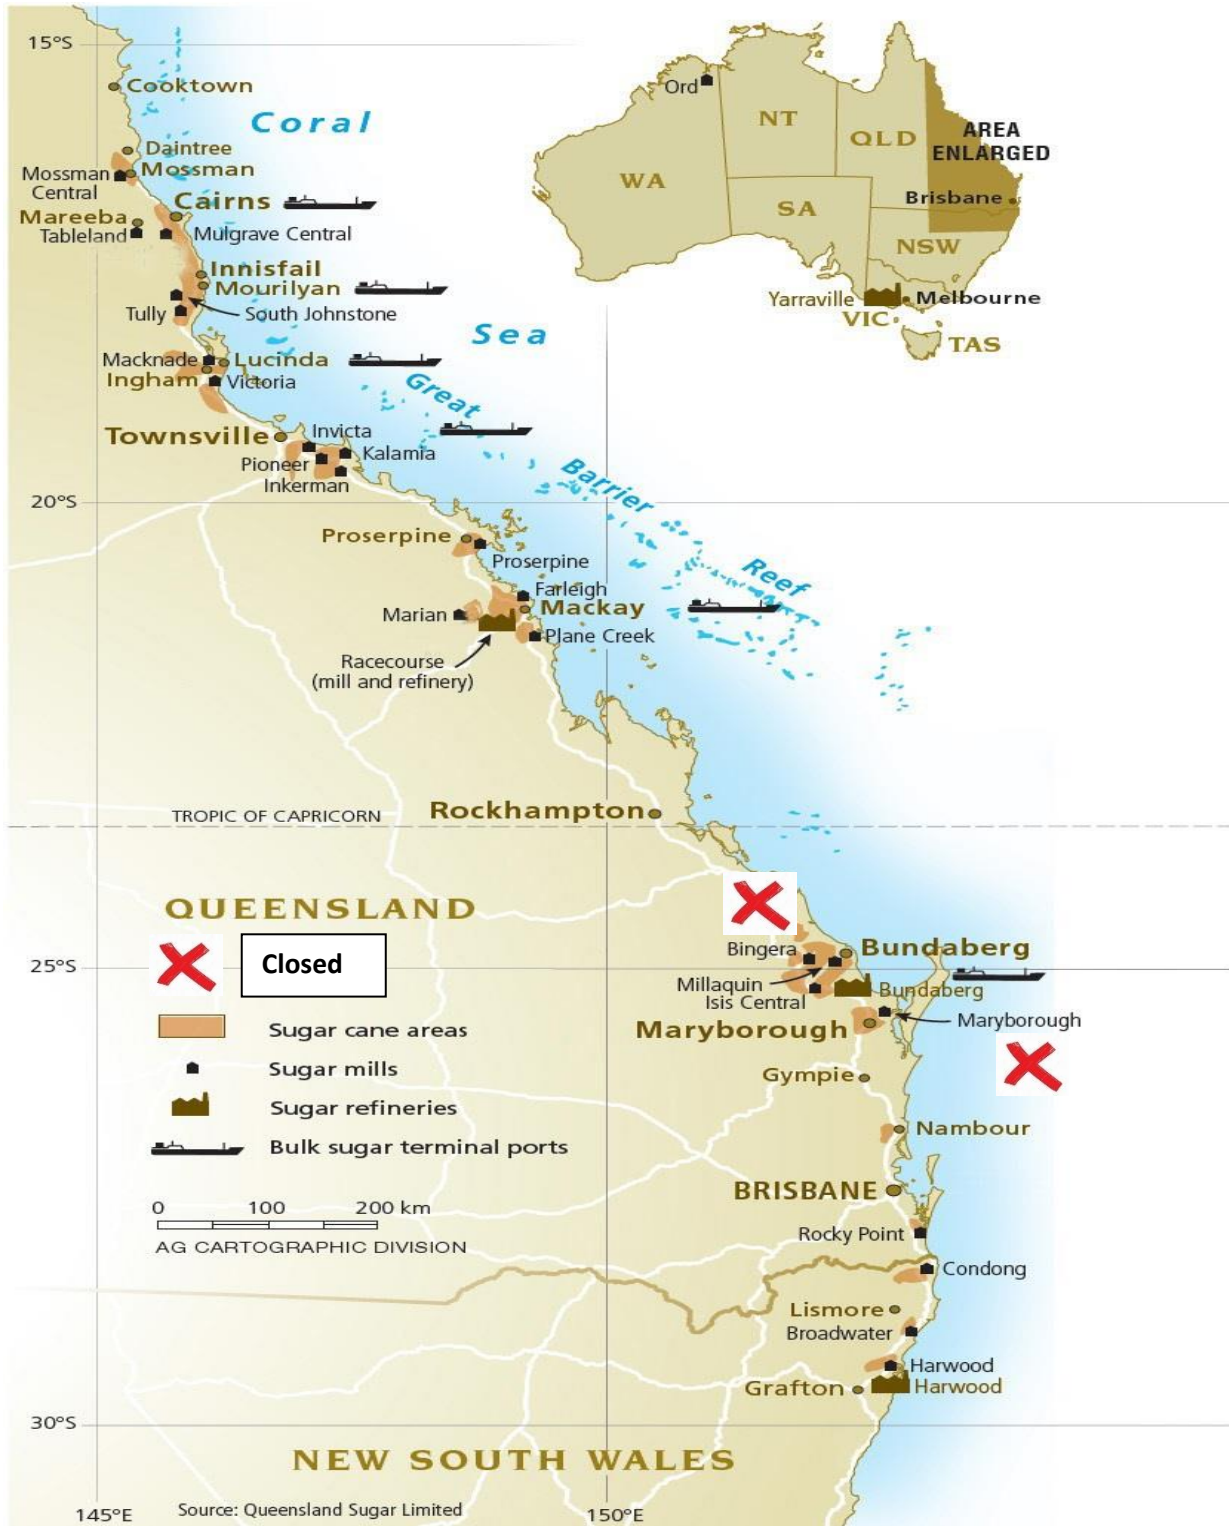 15°S
Cooktown
Coral
Ord
NT
QLD
AREA
ENLARGED
Daintree
Mossman
Mossman
Central
WA
Brisbane
Cairns
SA
Mareeba
Tableland
Mulgrave Central
NSW
Innisfail
Mourilyan
Yarraville
Melbourne
VIC
Tully
South Johnstone
Sea
TAS
Macknade
Lucinda
Ingham
Victoria
Great
Townsville
Invicta
Kalamia
Pioneer
Inkerman
Barrier
20°S
Proserpine
Proserpine
Reef
Farleigh
Marian
Mackay
Plane Creek
Racecourse
(mill and refinery)
Rockhampton
TROPIC OF CAPRICORN
QUEENSLAND
Bingera
Bundaberg
Closed
25°S
Millaquin
Isis Central
Bundaberg
Maryborough
Maryborough
Sugar cane areas
Sugar mills
Gympie
Sugar refineries
Nambour
Bulk sugar terminal ports
BRISBANE
0 100 200 km
Rocky Point
AG CARTOGRAPHIC DIVISION
Condong
Lismore
Broadwater
Harwood
Grafton
Harwood
30°S
NEW SOUTH WALES
Source: Queensland Sugar Limited
145°E
150°E